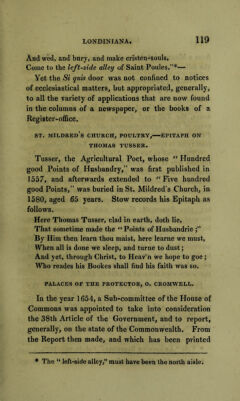 LONDINIANA. 119
And wed, and bury, and make cristen-souls,
Come to the left-side alley of Saint Poules."*—
Yet the Si quis door was not confined to notices
of ecclesiastical matters, but appropriated, generally,
to all the variety of applications that are now found
in the columns of a newspaper, or the books of a
Register-office.
ST. MILDRED'S CHURCH, POULTRY,—EPITAPH ON
THOMAS TUSSER.
Tusser, the Agricultural Poet, whose "Hundred
good Points of Husbandry," was first published in
1557, and afterwards extended to "Five hundred
good Points," was buried in St. Mildred's Church, in
1580, aged 65 years. Stow records his Epitaph as
follows.
Here Thomas Tusser, clad in earth, doth lie,
That sometime made the "Points of Husbandrie;"
By Him then learn thou maist, here learne we must,
When all is done we sleep, and turne to dust;
And yet, through Christ, to Heav'n we hope to goe;
Who reades his Bookes shall find his faith was so.
PALACES OF THE PROTECTOR, O. CROMWELL.
In the year 1654, a Sub-committee of the House of
Commons was appointed to take into consideration
the 38th Article of the Government, and to report,
generally, on the state of the Commonwealth. From
the Report then made, and which has been printed
* The "left-side alley," must have been the north aisle.